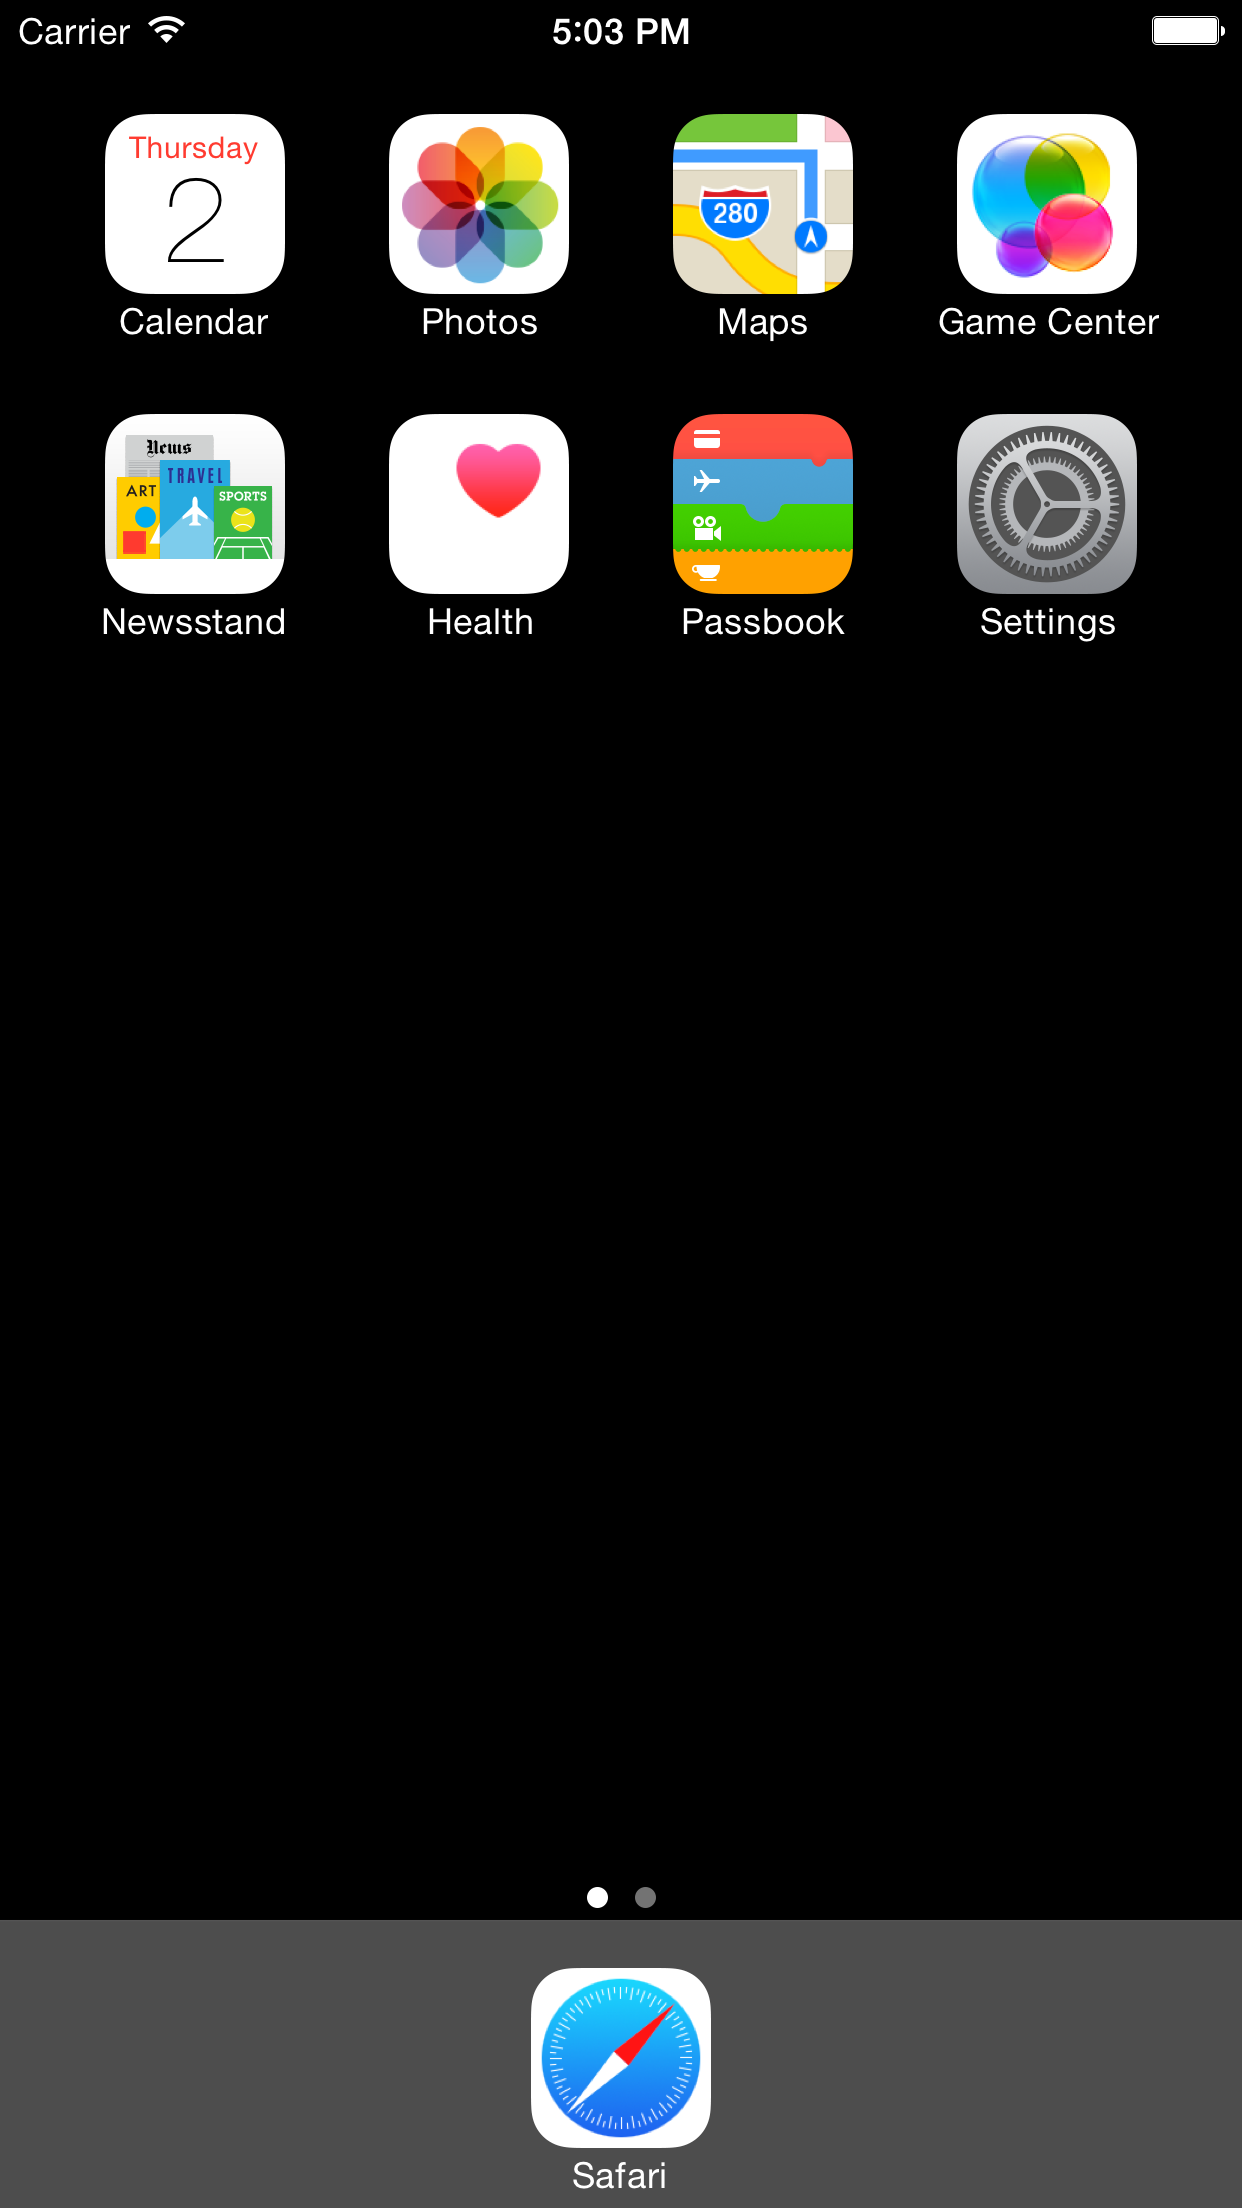 Carrier 5:03 PM
Thursday
2
280
Calendar Photos Maps Game Center
News
TRAVEL
ART
SPORTS
Newsstand Health Passbook Settings
Safari